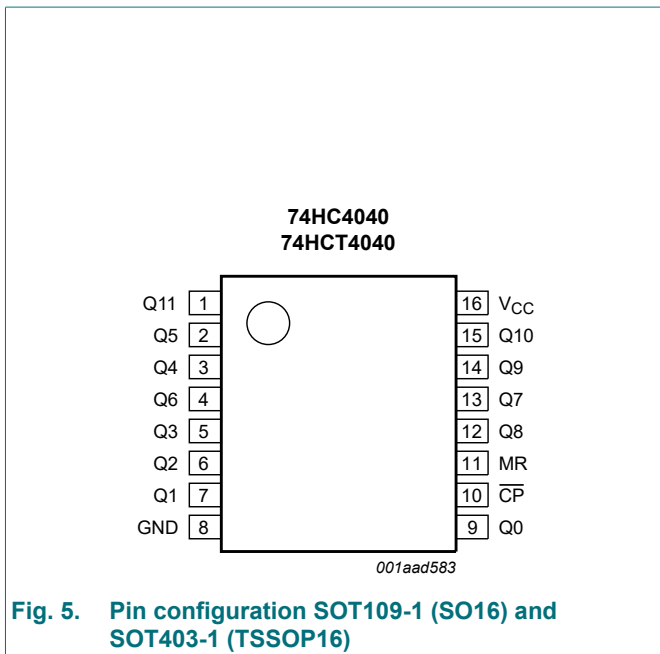 74HC4040
74HCT4040
Q11 1 16 VCC
Q5 2 15 Q10
Q4 3 14 Q9
Q6 4 13 Q7
Q3 5 12 Q8
Q2 6 11 MR
Q1 7 10 C̅P̅
GND 8 9 Q0
001aad583
Fig. 5. Pin configuration SOT109-1 (SO16) and
SOT403-1 (TSSOP16)